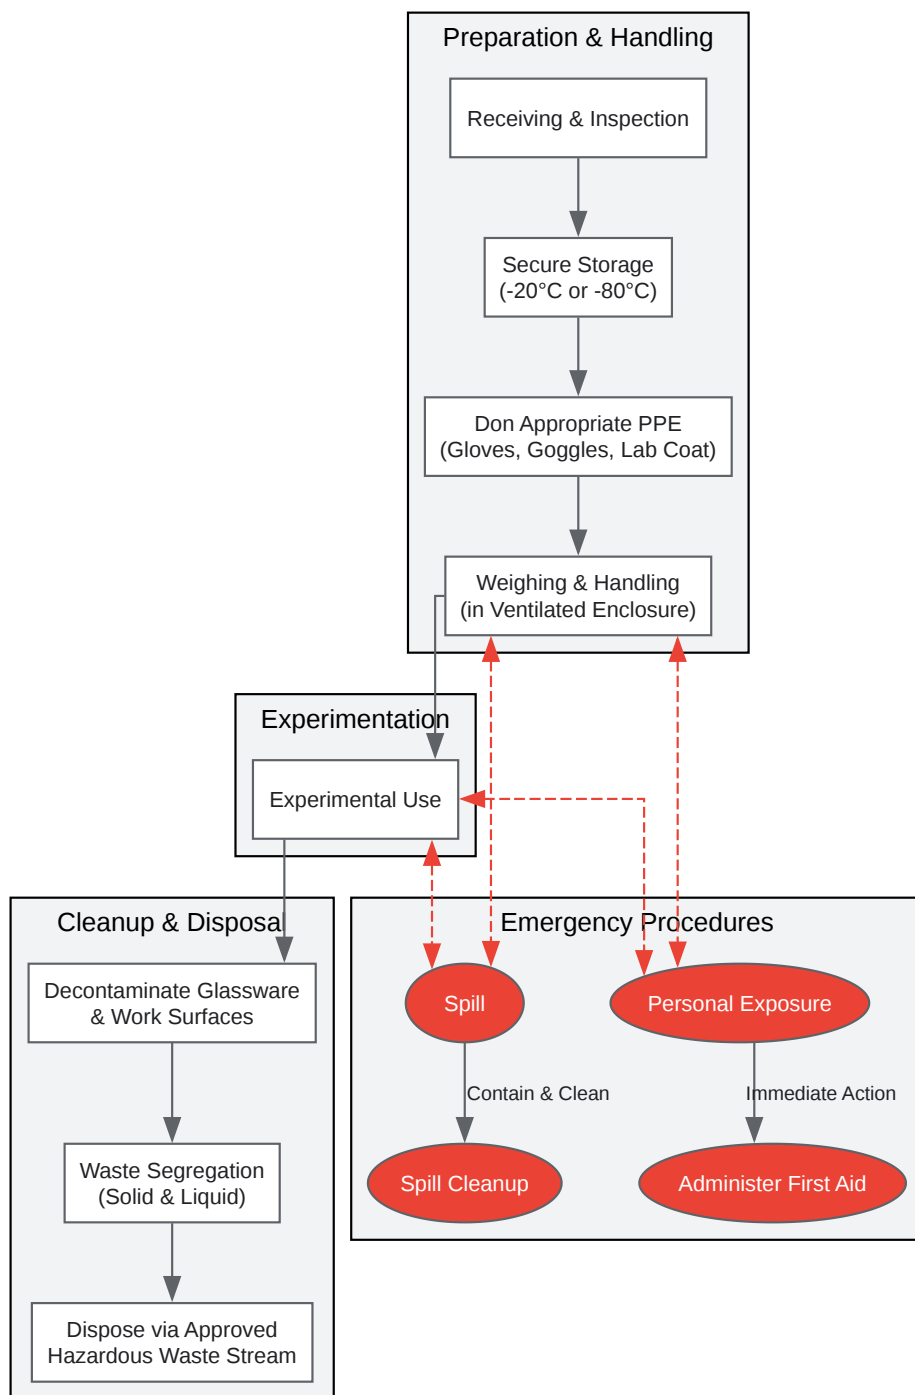 Preparation & Handling
Receiving & Inspection
Secure Storage
(-20°C or -80°C)
Don Appropriate PPE
(Gloves, Goggles, Lab Coat)
Weighing & Handling
(in Ventilated Enclosure)
Experimentation
Experimental Use
Cleanup & Disposal
Decontaminate Glassware
& Work Surfaces
Waste Segregation
(Solid & Liquid)
Dispose via Approved
Hazardous Waste Stream
Emergency Procedures
Spill
Personal Exposure
Contain & Clean
Immediate Action
Spill Cleanup
Administer First Aid